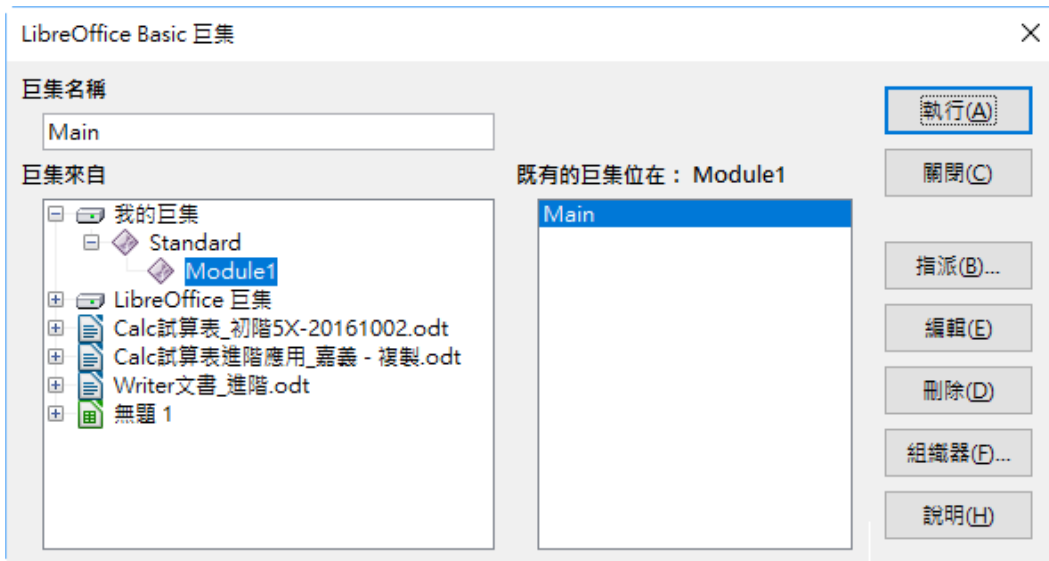 LibreOffice Basic 巨集
巨集名稱
Main
巨集來自
我的巨集
Standard
Module1
LibreOffice 巨集
Calc試算表_初階5X-20161002.odt
Calc試算表進階應用_嘉義 - 複製.odt
Writer文書_進階.odt
無題 1
既有的巨集位在： Module1
Main
執行(A)
關閉(C)
指派(B)...
編輯(E)
刪除(D)
組織器(F)...
說明(H)